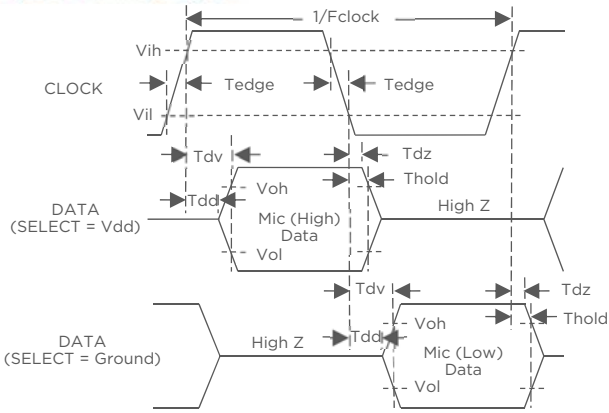 1/Fclock
Vih
CLOCK
Tedge
Tedge
Vil
Tdv
Tdz
Voh
Thold
Tdd
DATA
(SELECT = Vdd)
Mic (High)
Data
High Z
Vol
Tdv
Tdz
Voh
Thold
Tdd
DATA
(SELECT = Ground)
High Z
Mic (Low)
Data
Vol